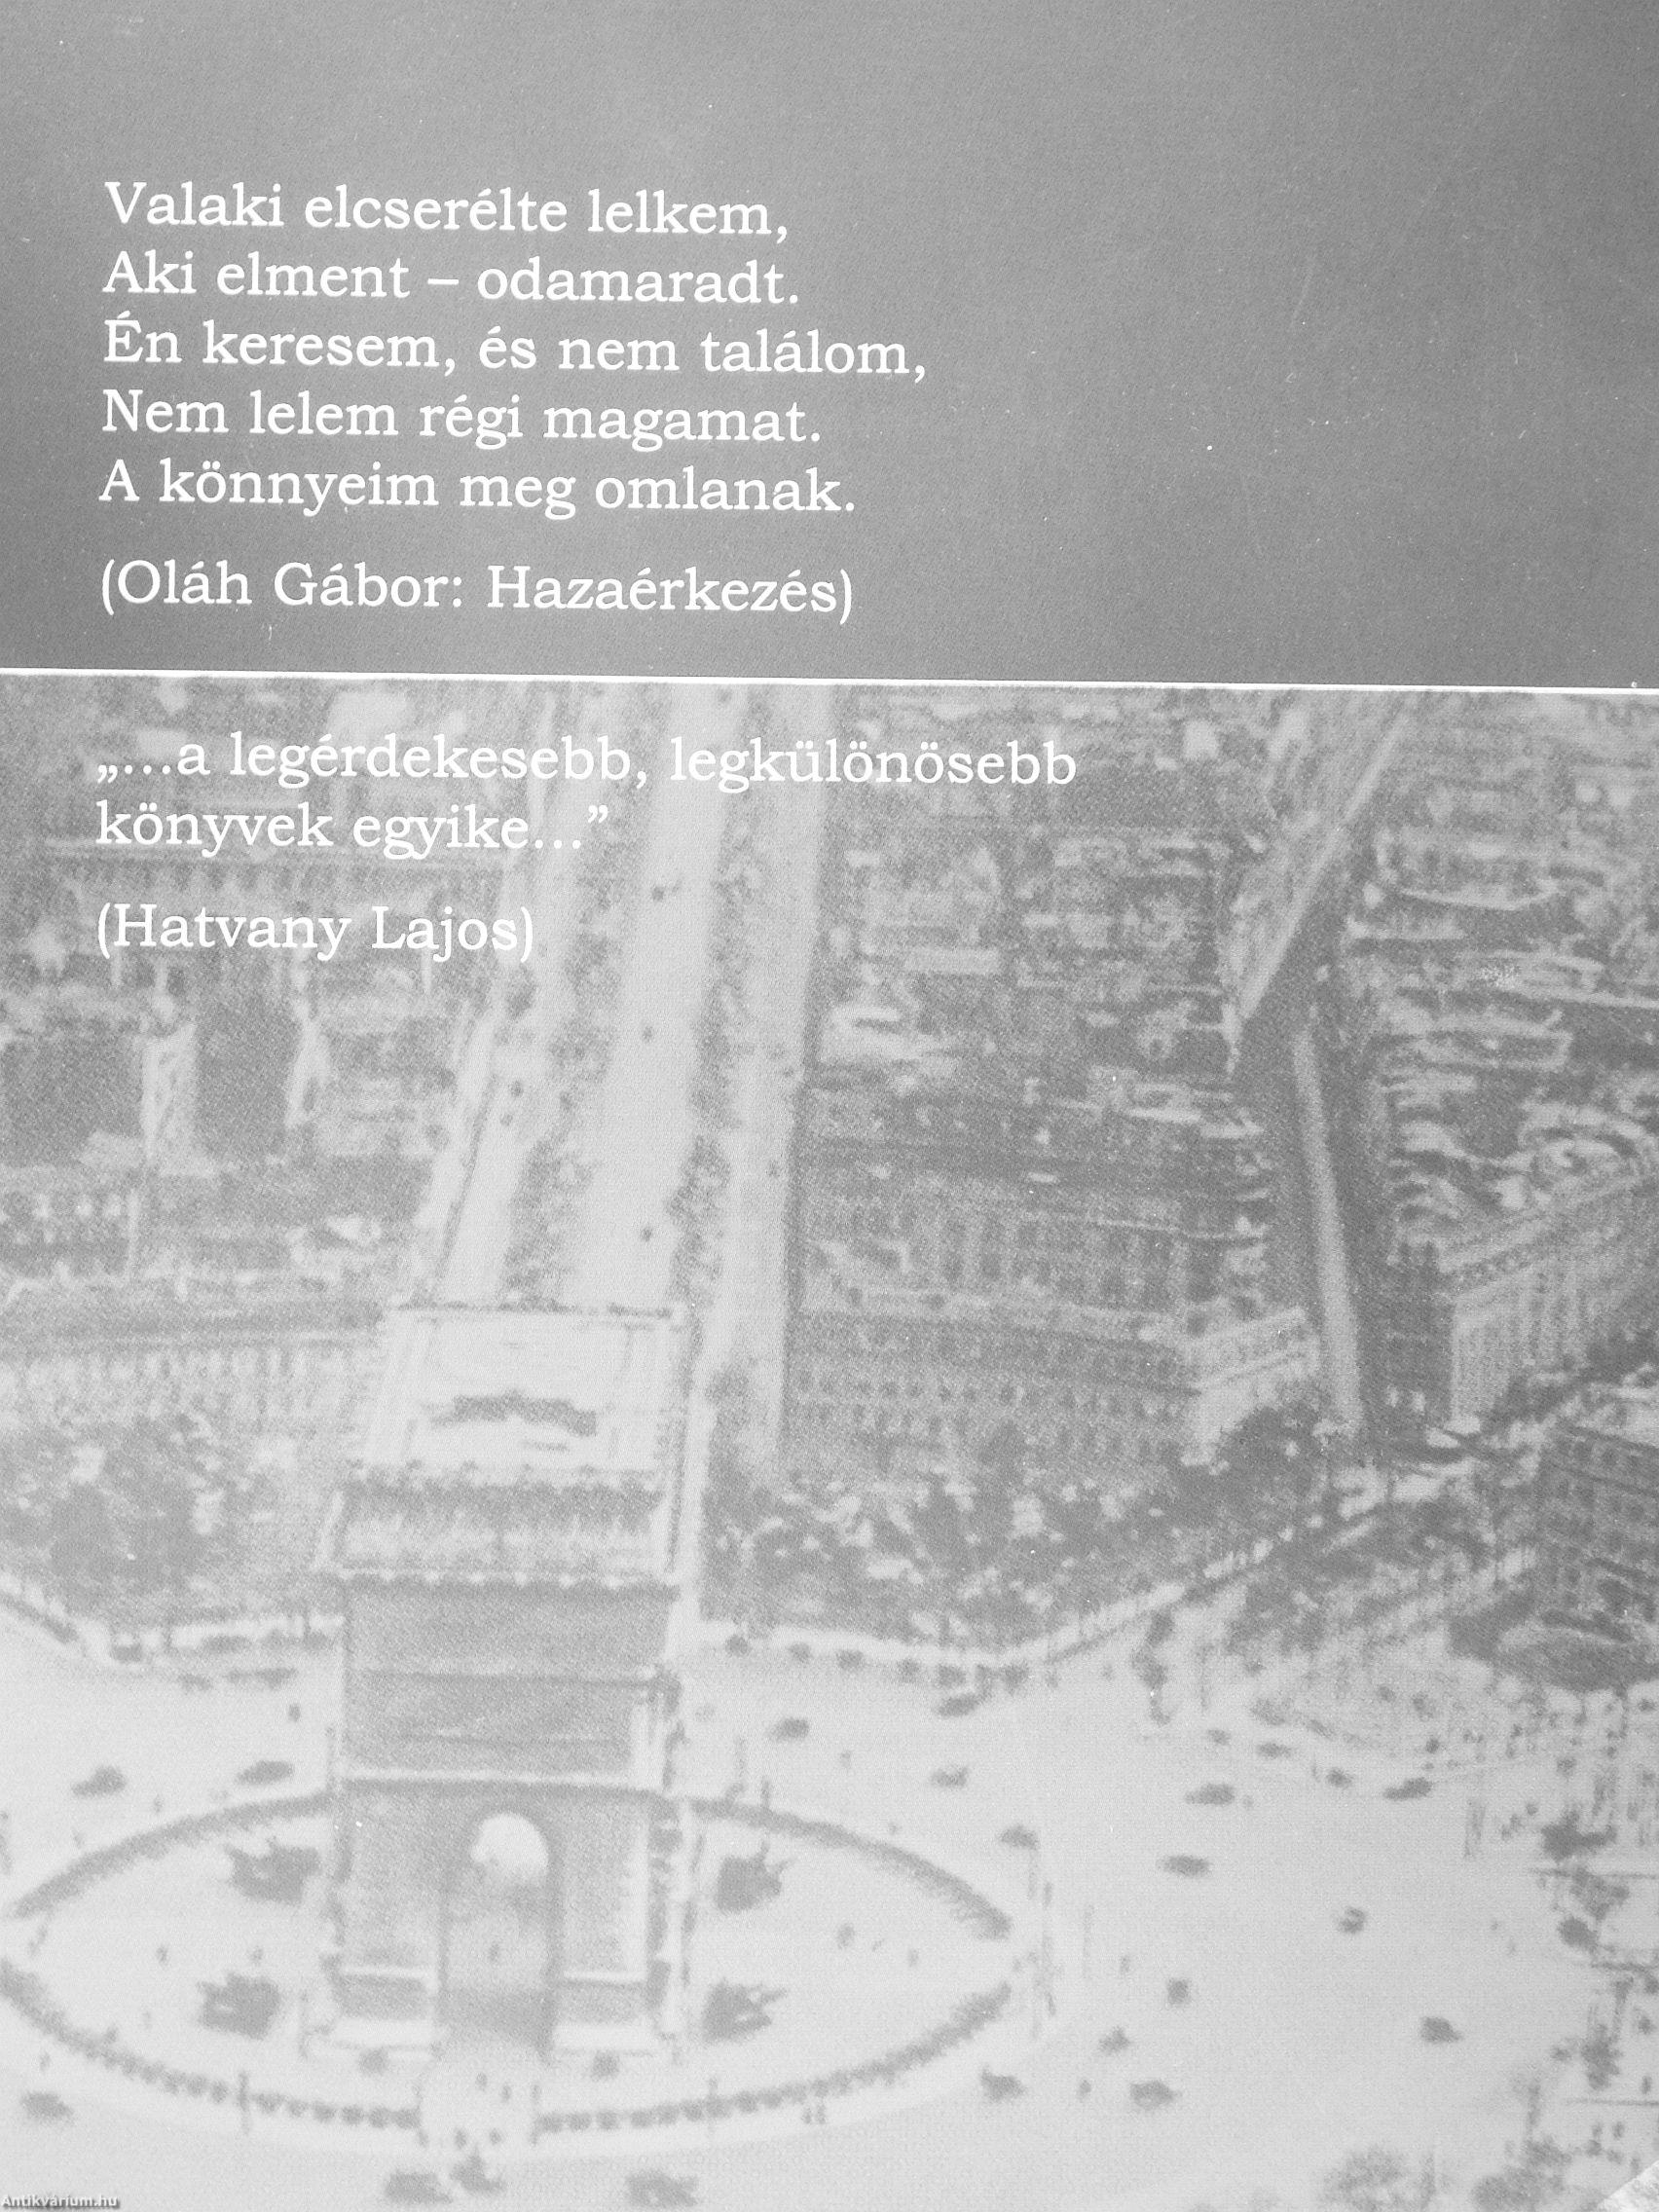 Valaki elcserélte lelkem,
Aki elment – odamaradt.
Én keresem, és nem találom,
Nem lelem régi magamat.
A könnyeim meg omlanak.
(Oláh Gábor: Hazaérkezés)
„...a legérdekesebb, legkülönösebb
könyvek egyike...”
(Hatvany Lajos)
Antikvárium.hu